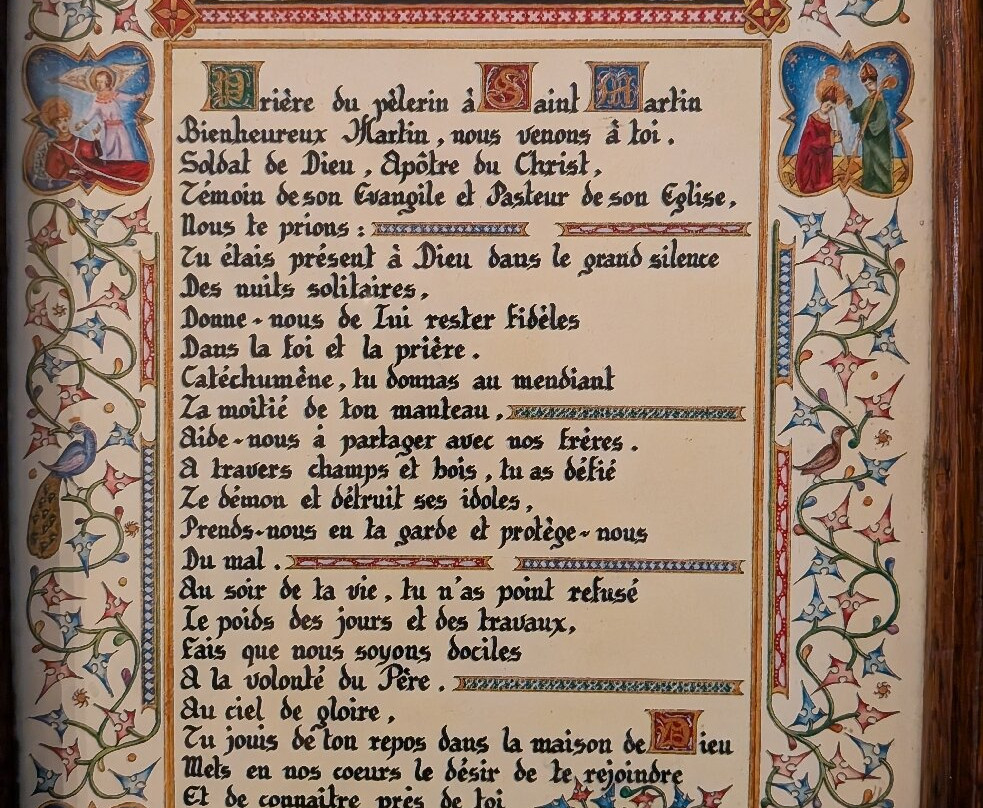 Prière du pèlerin à Saint Martin
Bienheureux Martin, nous venons à toi.
Soldat de Dieu, Apôtre du Christ,
Témoin de son Evangile et Pasteur de son Eglise,
Nous te prions :
Tu étais présent à Dieu dans le grand silence
Des nuits solitaires,
Donne-nous de Lui rester fidèles
Dans la foi et la prière.
Catéchumène, tu donnas au mendiant
La moitié de ton manteau,
Aide-nous à partager avec nos frères.
A travers champs et bois, tu as défié
Le démon et détruit ses idoles,
Prends-nous en ta garde et protège-nous
Du mal.
Au soir de ta vie, tu n'as point refusé
Le poids des jours et des travaux,
Fais que nous soyons dociles
A la volonté du Père.
Au ciel de gloire,
Tu jouis de ton repos dans la maison de Dieu
Mets en nos coeurs le désir de te rejoindre
Et de connaitre près de toi